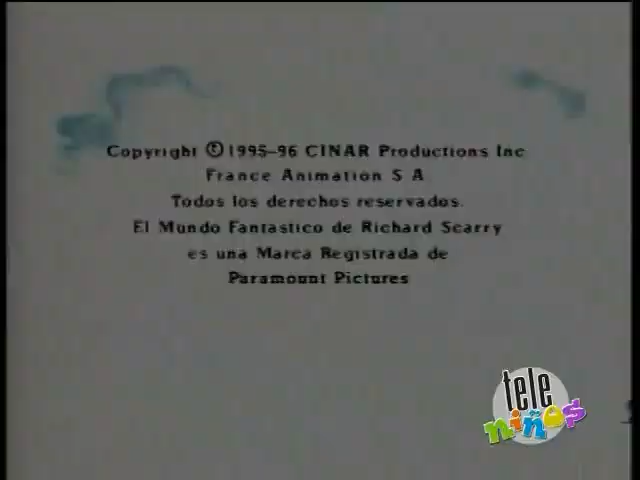 Copyright ©1995-96 CINAR Productions Inc
France Animation S A
Todos los derechos reservados.
El Mundo Fantastico de Richard Scarry
es una Marca Registrada de
Paramount Pictures
tele
niños